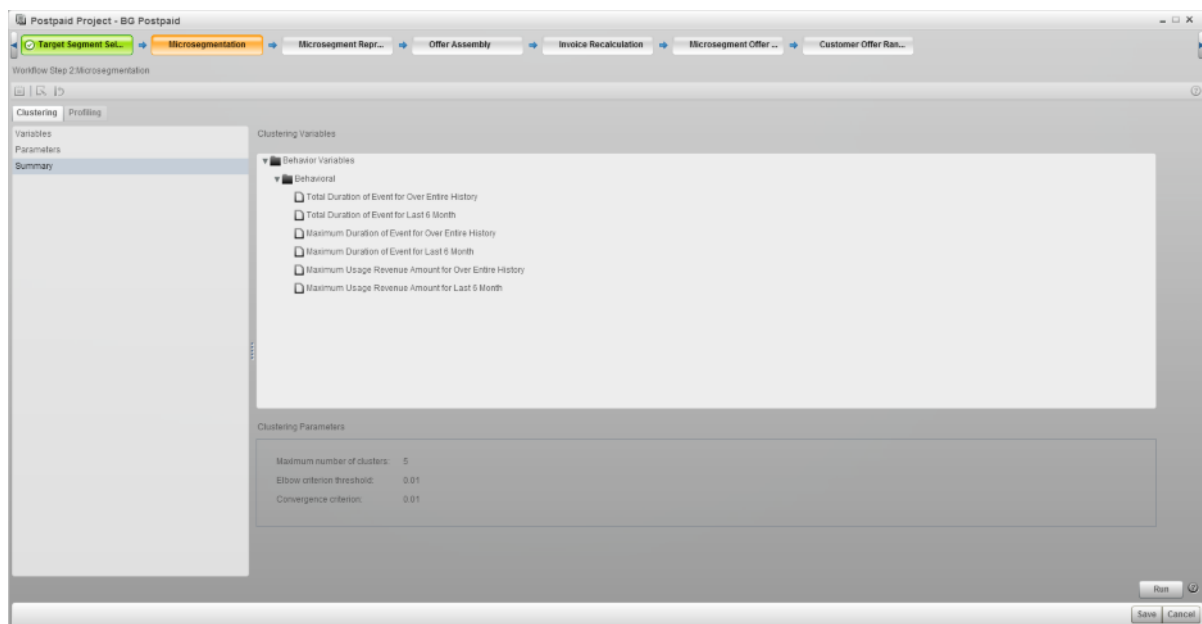 Postpaid Project - BG Postpaid
Target Segment Sel... Microsegmentation Microsegment Repr... Offer Assembly Invoice Recalculation Microsegment Offer ... Customer Offer Ran...
Workflow Step 2:Microsegmentation
Clustering Profiling
Variables
Parameters
Summary
Clustering Variables
Behavior Variables
Behavioral
Total Duration of Event for Over Entire History
Total Duration of Event for Last 6 Month
Maximum Duration of Event for Over Entire History
Maximum Duration of Event for Last 6 Month
Maximum Usage Revenue Amount for Over Entire History
Maximum Usage Revenue Amount for Last 6 Month
Clustering Parameters
Maximum number of clusters: 5
Elbow criterion threshold: 0.01
Convergence criterion: 0.01
Run
Save Cancel